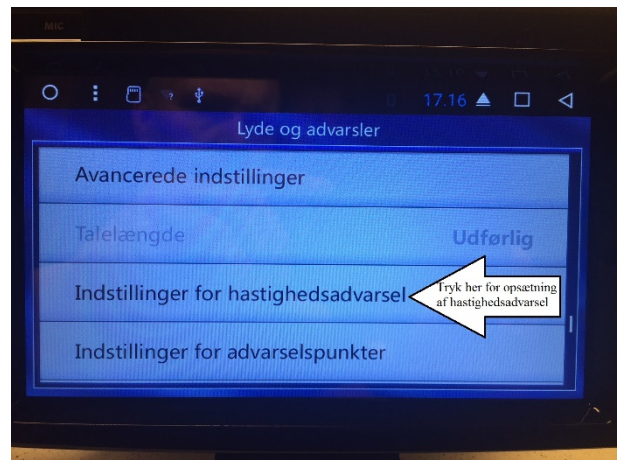 MIC
? 17.16
Lyde og advarsler
Avancerede indstillinger
Talelængde Udførlig
Indstillinger for hastighedsadvarsel
Tryk her for opsætning
af hastighedsadvarsel
Indstillinger for advarselspunkter